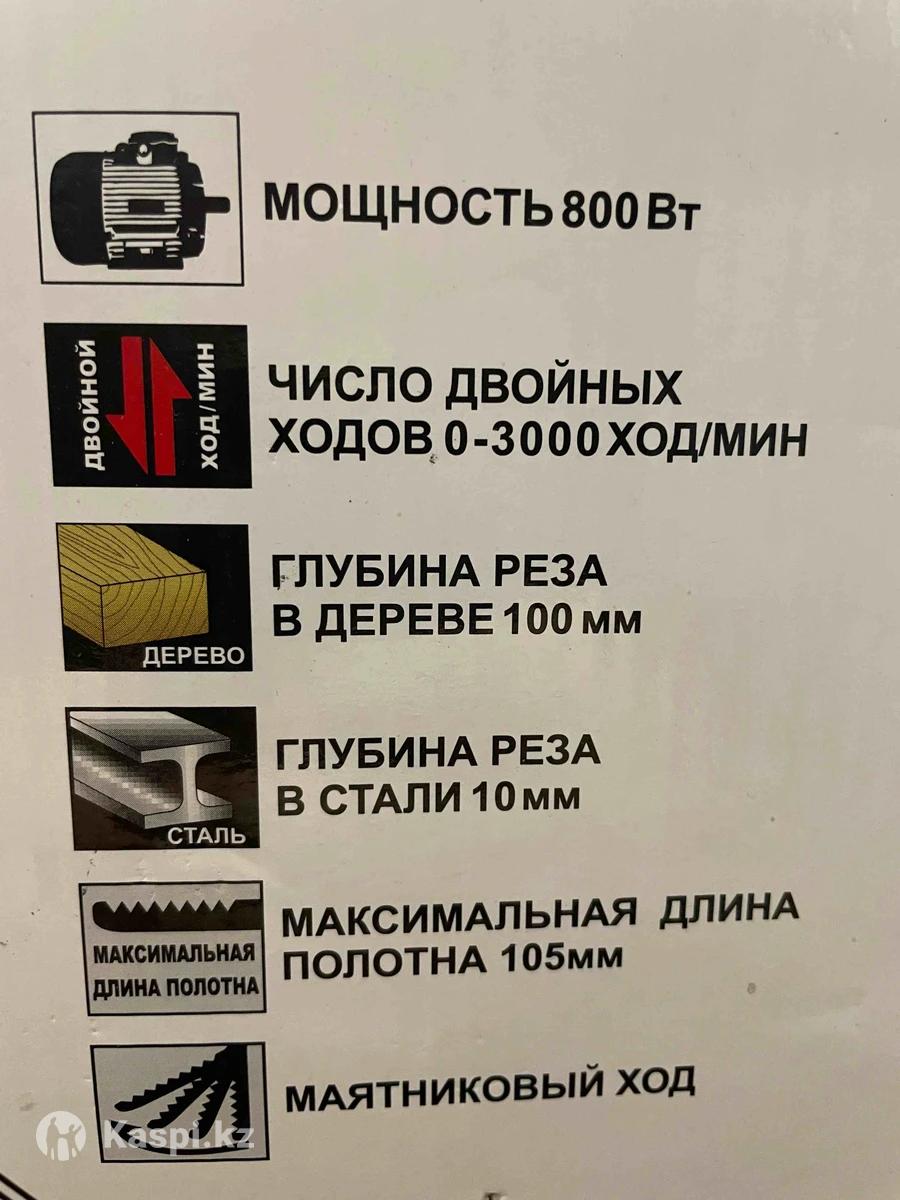 МОЩНОСТЬ 800 Вт
ДВОЙНОЙ
ХОД/МИН
ЧИСЛО ДВОЙНЫХ
ХОДОВ 0-3000 ХОД/МИН
ГЛУБИНА РЕЗА
В ДЕРЕВЕ 100 мм
ДЕРЕВО
ГЛУБИНА РЕЗА
В СТАЛИ 10 мм
СТАЛЬ
МАКСИМАЛЬНАЯ
ДЛИНА ПОЛОТНА
МАКСИМАЛЬНАЯ ДЛИНА
ПОЛОТНА 105мм
МАЯТНИКОВЫЙ ХОД
Kaspi.kz